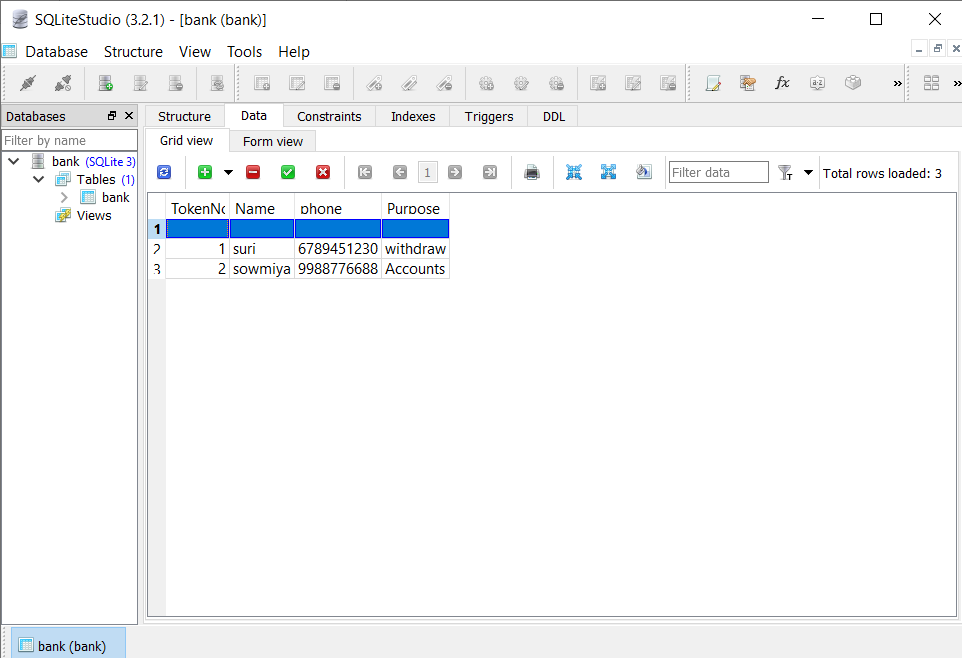 SQLiteStudio (3.2.1) - [bank (bank)]
Database Structure View Tools Help
fx a-z » »
Databases
Filter by name
bank (SQLite 3)
Tables (1)
bank
Views
Structure Data Constraints Indexes Triggers DDL
Grid view Form view
1 Filter data T Total rows loaded: 3
TokenNo Name phone Purpose
1
2 1 suri 6789451230 withdraw
3 2 sowmiya 9988776688 Accounts
bank (bank)